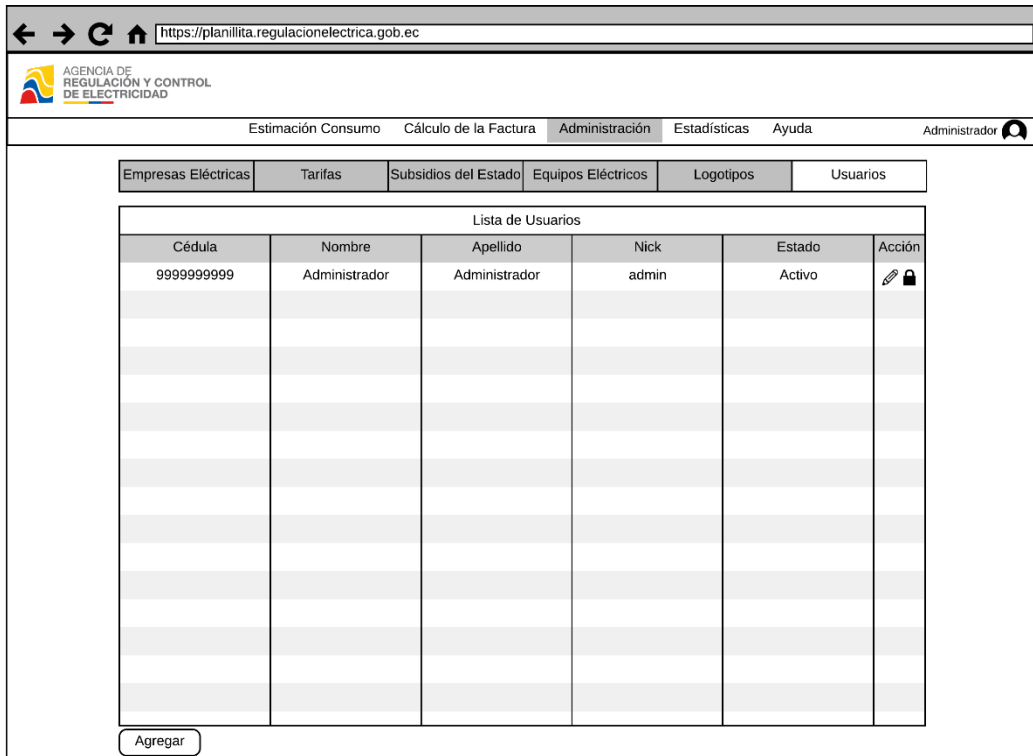 https://planillita.regulacionelectrica.gob.ec
AGENCIA DE
REGULACIÓN Y CONTROL
DE ELECTRICIDAD
Estimación Consumo Cálculo de la Factura Administración Estadísticas Ayuda Administrador
Empresas Eléctricas Tarifas Subsidios del Estado Equipos Eléctricos Logotipos Usuarios
Lista de Usuarios
Cédula Nombre Apellido Nick Estado Acción
9999999999 Administrador Administrador admin Activo
Agregar